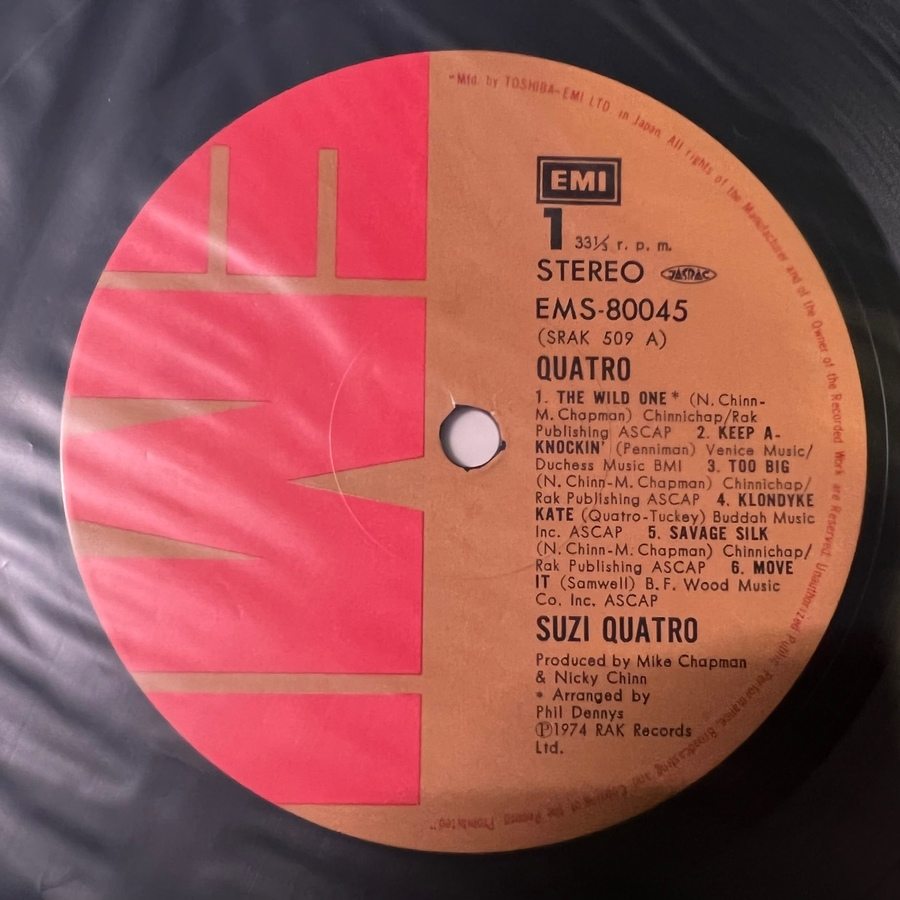 "Mfd. by TOSHIBA-EMI LTD. in Japan. All rights of the Manufacturer and of the Owner of the Recorded Work are Reserved. Unauthorized Public Performance, Broadcasting and Copying of the Record Prohibited"
EMI
EMI
1 33⅓ r. p. m.
STEREO JASRAC
EMS-80045
(SRAK 509 A)
QUATRO
1. THE WILD ONE* (N. Chinn-
M. Chapman) Chinnichap/Rak
Publishing ASCAP 2. KEEP A-
KNOCKIN' (Penniman) Venice Music/
Duchess Music BMI 3. TOO BIG
(N. Chinn-M. Chapman) Chinnichap/
Rak Publishing ASCAP 4. KLONDYKE
KATE (Quatro-Tuckey) Buddah Music
Inc. ASCAP 5. SAVAGE SILK
(N. Chinn-M. Chapman) Chinnichap/
Rak Publishing ASCAP 6. MOVE
IT (Samwell) B. F. Wood Music
Co. Inc. ASCAP
SUZI QUATRO
Produced by Mike Chapman
& Nicky Chinn
* Arranged by
Phil Dennys
Ⓟ1974 RAK Records
Ltd.